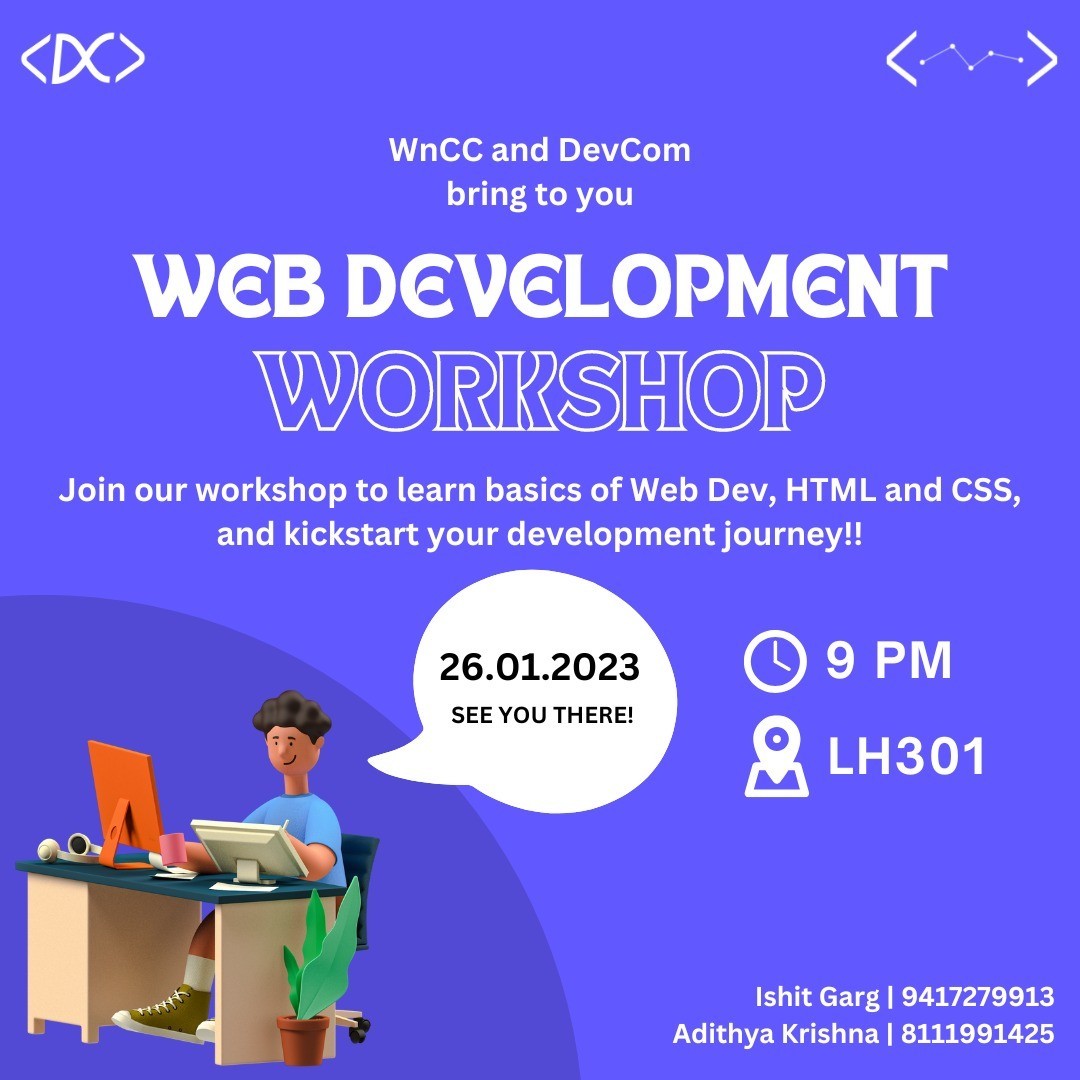 <DC>
WnCC and DevCom
bring to you
WEB DEVELOPMENT
WORKSHOP
Join our workshop to learn basics of Web Dev, HTML and CSS,
and kickstart your development journey!!
26.01.2023
SEE YOU THERE!
9 PM
LH301
Ishit Garg | 9417279913
Adithya Krishna | 8111991425